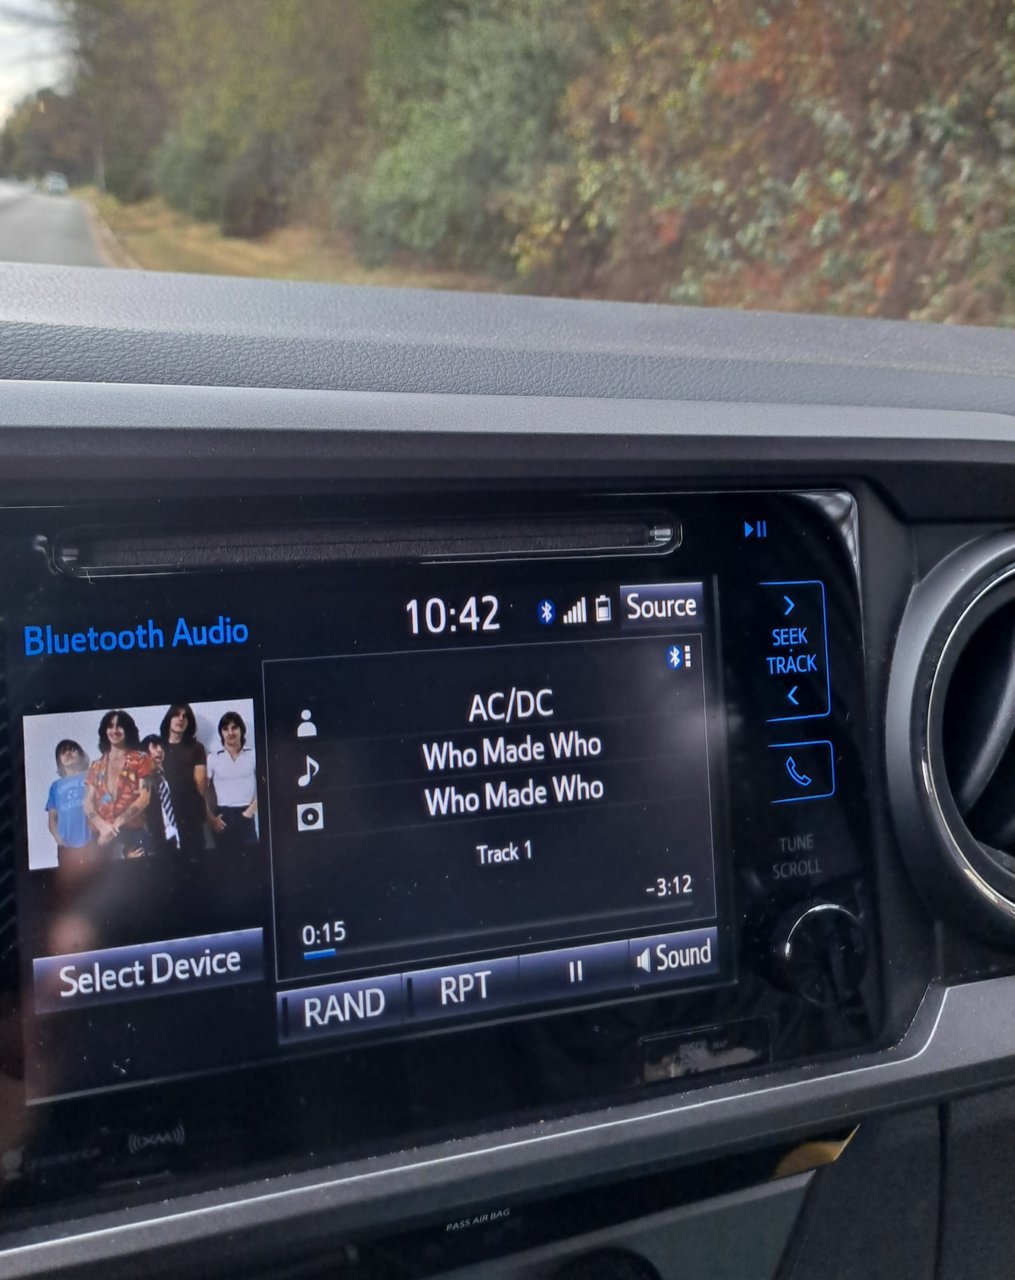 Bluetooth Audio
10:42
Source
AC/DC
Who Made Who
Who Made Who
Track 1
0:15
-3:12
Select Device
RAND
RPT
Sound
SEEK
TRACK
TUNE
SCROLL
XM
PASS AIR BAG